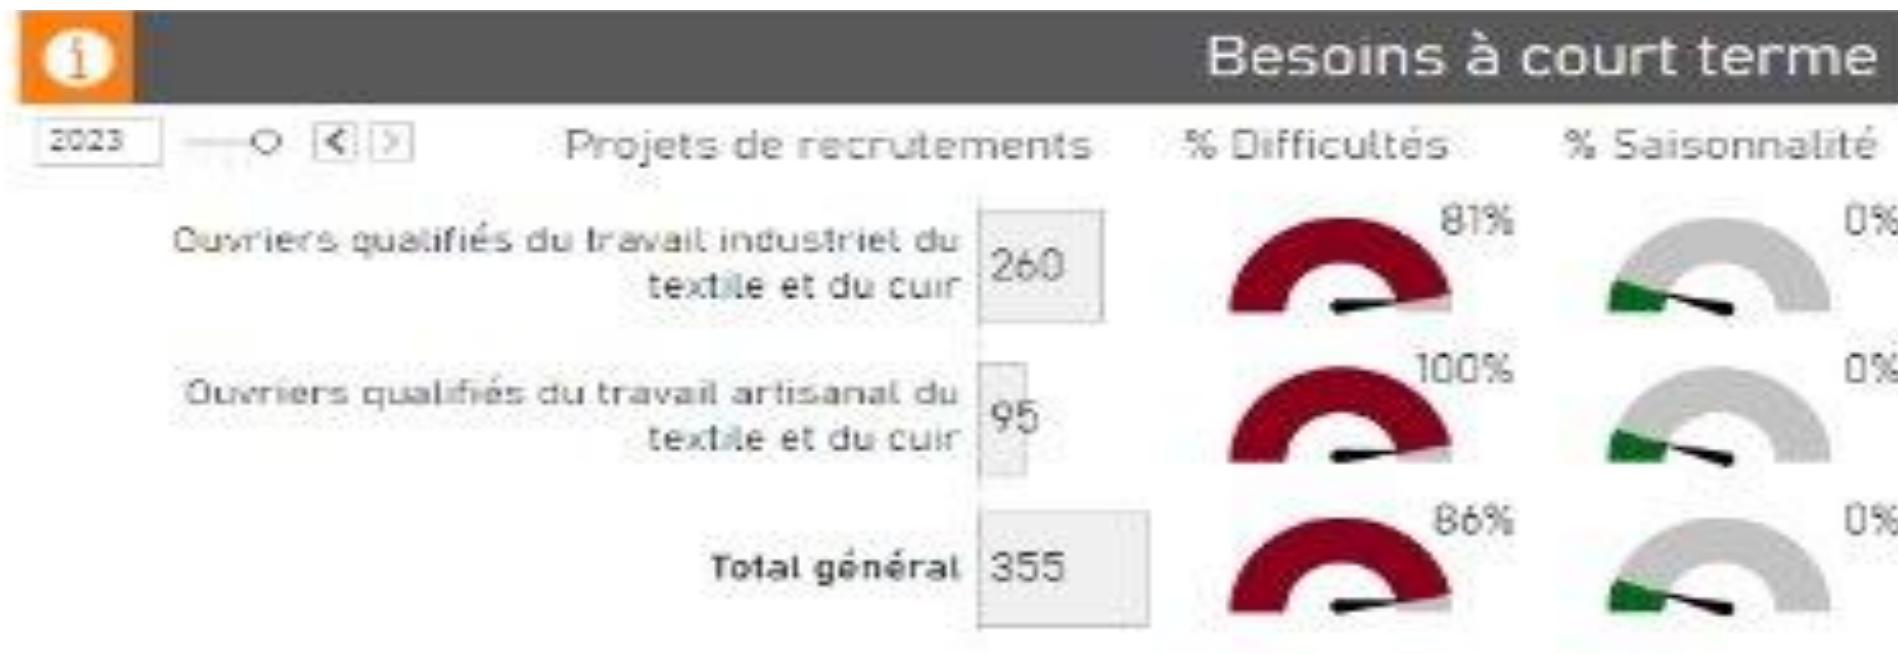 i
Besoins à court terme
2023
Projets de recrutements
% Difficultés
% Saisonnalité
Ouvriers qualifiés du travail industriel du
textile et du cuir
260
81%
0%
Ouvriers qualifiés du travail artisanal du
textile et du cuir
95
100%
0%
Total général
355
86%
0%